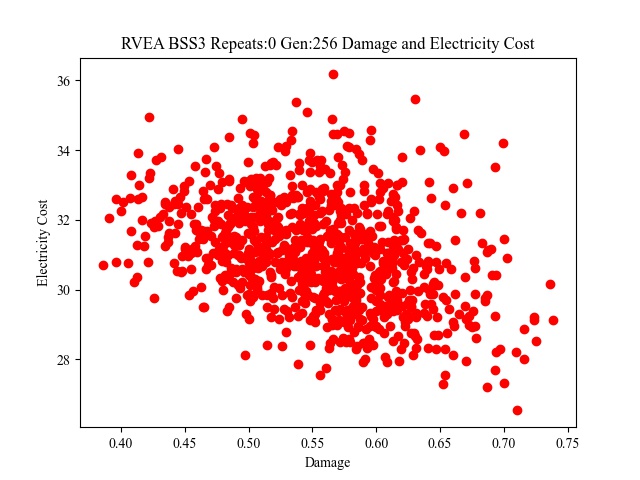 RVEA BSS3 Repeats:0 Gen:256 Damage and Electricity Cost
36
34
32
30
28
Electricity Cost
0.40 0.45 0.50 0.55 0.60 0.65 0.70 0.75
Damage